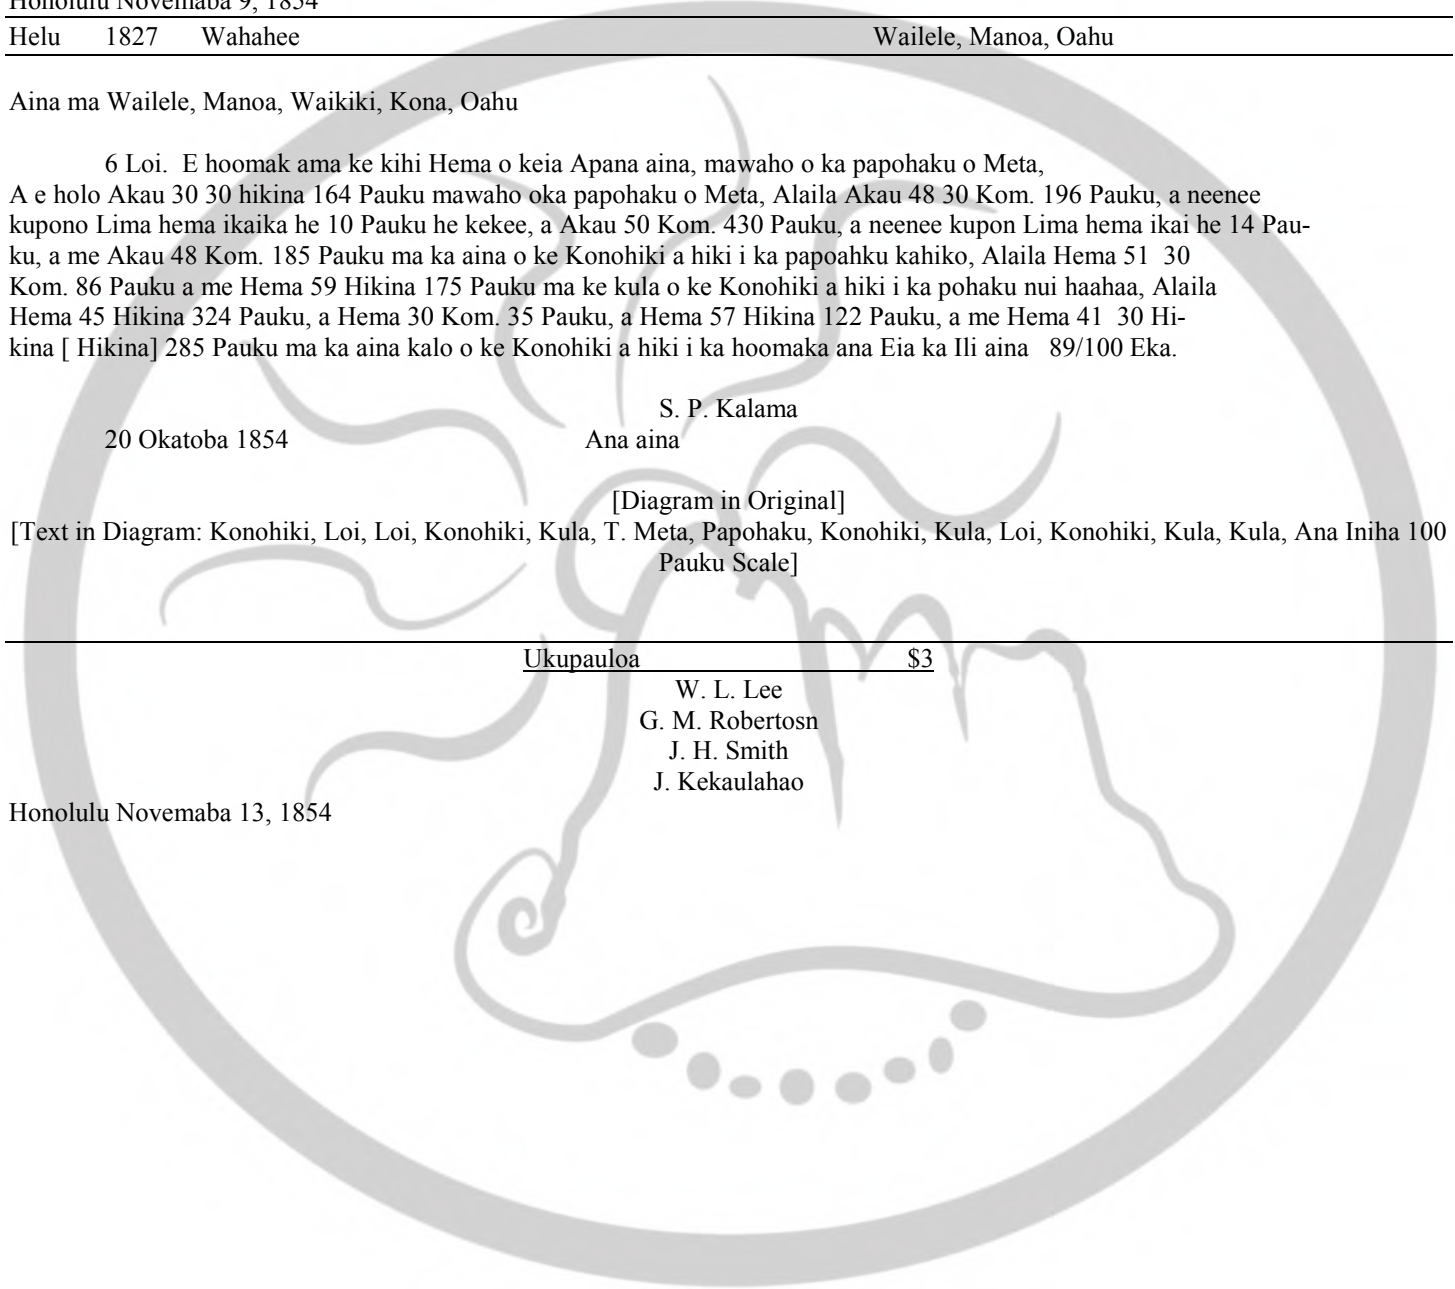 Honolulu Novemaba 9, 1854
Helu 1827 Wahahee Wailele, Manoa, Oahu
Aina ma Wailele, Manoa, Waikiki, Kona, Oahu
6 Loi. E hoomak ama ke kihi Hema o keia Apana aina, mawaho o ka papohaku o Meta,
A e holo Akau 30 30 hikina 164 Pauku mawaho oka papohaku o Meta, Alaila Akau 48 30 Kom. 196 Pauku, a neenee
kupono Lima hema ikaika he 10 Pauku he kekee, a Akau 50 Kom. 430 Pauku, a neenee kupon Lima hema ikai he 14 Pau-
ku, a me Akau 48 Kom. 185 Pauku ma ka aina o ke Konohiki a hiki i ka papoahku kahiko, Alaila Hema 51 30
Kom. 86 Pauku a me Hema 59 Hikina 175 Pauku ma ke kula o ke Konohiki a hiki i ka pohaku nui haahaa, Alaila
Hema 45 Hikina 324 Pauku, a Hema 30 Kom. 35 Pauku, a Hema 57 Hikina 122 Pauku, a me Hema 41 30 Hi-
kina [ Hikina] 285 Pauku ma ka aina kalo o ke Konohiki a hiki i ka hoomaka ana Eia ka Ili aina 89/100 Eka.
S. P. Kalama
20 Okatoba 1854 Ana aina
[Diagram in Original]
[Text in Diagram: Konohiki, Loi, Loi, Konohiki, Kula, T. Meta, Papohaku, Konohiki, Kula, Loi, Konohiki, Kula, Kula, Ana Iniha 100
Pauku Scale]
Ukupauloa $3
W. L. Lee
G. M. Robertosn
J. H. Smith
J. Kekaulahao
Honolulu Novemaba 13, 1854